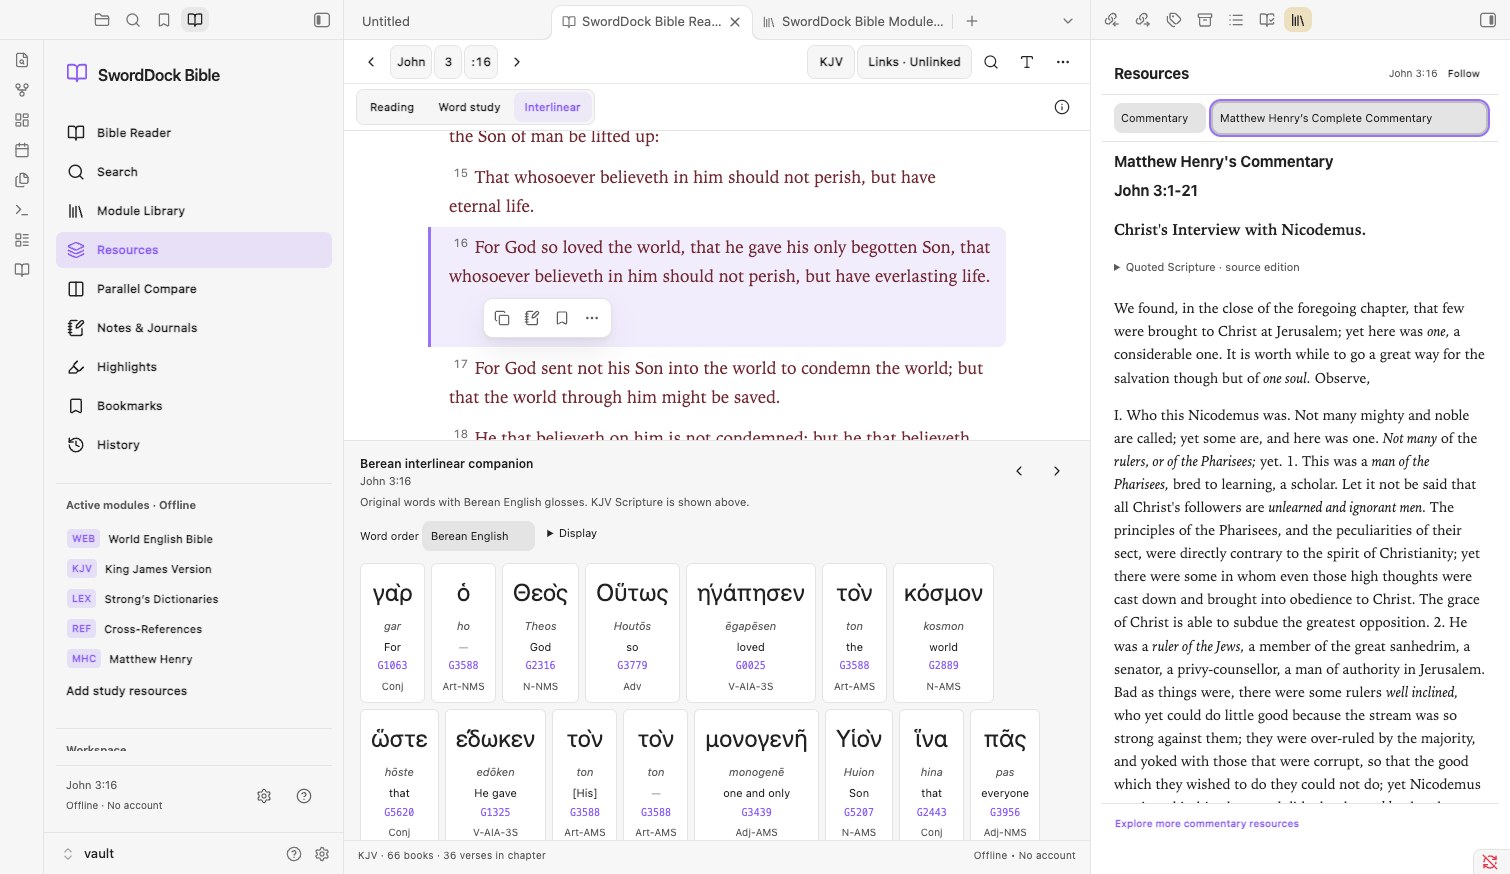 Untitled
SwordDock Bible Rea...
SwordDock Bible Module...
SwordDock Bible
Bible Reader
Search
Module Library
Resources
Parallel Compare
Notes & Journals
Highlights
Bookmarks
History
Active modules · Offline
WEB World English Bible
KJV King James Version
LEX Strong's Dictionaries
REF Cross-References
MHC Matthew Henry
Add study resources
Workspace
John 3:16
Offline · No account
vault
John 3 :16
KJV Links · Unlinked
Reading Word study Interlinear
the Son of man be lifted up:
15 That whosoever believeth in him should not perish, but have
eternal life.
16 For God so loved the world, that he gave his only begotten Son, that
whosoever believeth in him should not perish, but have everlasting life.
17 For God sent not his Son into the world to condemn the world; but
that the world through him might be saved.
18 He that believeth on him is not condemned: but he that believeth
Berean interlinear companion
John 3:16
Original words with Berean English glosses. KJV Scripture is shown above.
Word order Berean English Display
γὰρ ὁ Θεὸς Οὕτως ἠγάπησεν τὸν κόσμον
gar ho Theos Houtōs ēgapēsen ton kosmon
For — God so loved the world
G1063 G3588 G2316 G3779 G0025 G3588 G2889
Conj Art-NMS N-NMS Adv V-AIA-3S Art-AMS N-AMS
ὥστε ἔδωκεν τὸν τὸν μονογενῆ Υἱὸν ἵνα πᾶς
hōste edōken ton ton monogenē Huion hina pas
that He gave [His] — one and only Son that everyone
G5620 G1325 G3588 G3588 G3439 G5207 G2443 G3956
Conj V-AIA-3S Art-AMS Art-AMS Adj-AMS N-AMS Conj Adj-NMS
KJV · 66 books · 36 verses in chapter
Offline • No account
Resources
John 3:16 Follow
Commentary Matthew Henry's Complete Commentary
Matthew Henry's Commentary
John 3:1-21
Christ's Interview with Nicodemus.
Quoted Scripture · source edition
We found, in the close of the foregoing chapter, that few
were brought to Christ at Jerusalem; yet here was one, a
considerable one. It is worth while to go a great way for the
salvation though but of one soul. Observe,
I. Who this Nicodemus was. Not many mighty and noble
are called; yet some are, and here was one. Not many of the
rulers, or of the Pharisees; yet. 1. This was a man of the
Pharisees, bred to learning, a scholar. Let it not be said that
all Christ's followers are unlearned and ignorant men. The
principles of the Pharisees, and the peculiarities of their
sect, were directly contrary to the spirit of Christianity; yet
there were some in whom even those high thoughts were
cast down and brought into obedience to Christ. The grace
of Christ is able to subdue the greatest opposition. 2. He
was a ruler of the Jews, a member of the great sanhedrim, a
senator, a privy-counsellor, a man of authority in Jerusalem.
Bad as things were, there were some rulers well inclined,
who yet could do little good because the stream was so
strong against them; they were over-ruled by the majority,
and yoked with those that were corrupt, so that the good
which they wished to do they could not do; yet Nicodemus
Explore more commentary resources